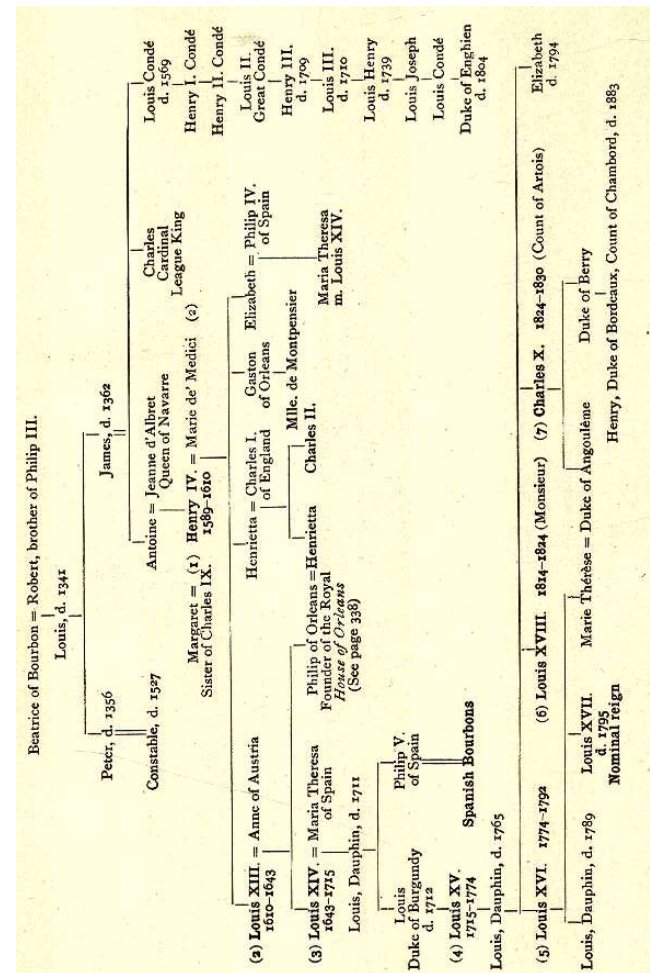 Beatrice of Bourbon = Robert, brother of Philip III.
Louis, d. 1341
Peter, d. 1356
James, d. 1362
Constable, d. 1527
Antoine = Jeanne d'Albret
Queen of Navarre
Charles
Cardinal
League King
Louis Condé
d. 1569
Margaret = (1) Henry IV. = Marie de' Medici (2)
Sister of Charles IX.
1589-1610
Henry I. Condé
Henry II. Condé
(2) Louis XIII. = Anne of Austria
1610-1643
Henrietta = Charles I.
of England
Gaston
of Orleans
Elizabeth = Philip IV.
of Spain
Louis II.
Great Condé
Mlle. de Montpensier
Henry III.
d. 1709
(3) Louis XIV. = Maria Theresa
1643-1715
of Spain
Philip of Orleans = Henrietta
Founder of the Royal
House of Orleans
(See page 338)
Charles II.
Maria Theresa
m. Louis XIV.
Louis III.
d. 1710
Louis, Dauphin, d. 1711
Louis Henry
d. 1739
Louis
Duke of Burgundy
d. 1712
Philip V.
of Spain
Louis Joseph
Louis Condé
(4) Louis XV.
1715-1774
Spanish Bourbons
Duke of Enghien
d. 1804
Louis, Dauphin, d. 1765
(5) Louis XVI. 1774-1792
(6) Louis XVIII. 1814-1824 (Monsieur)
(7) Charles X. 1824-1830 (Count of Artois)
Elizabeth
d. 1794
Louis, Dauphin, d. 1789
Louis XVII.
d. 1795
Nominal reign
Marie Thérèse = Duke of Angoulême
Duke of Berry
Henry, Duke of Bordeaux, Count of Chambord, d. 1883